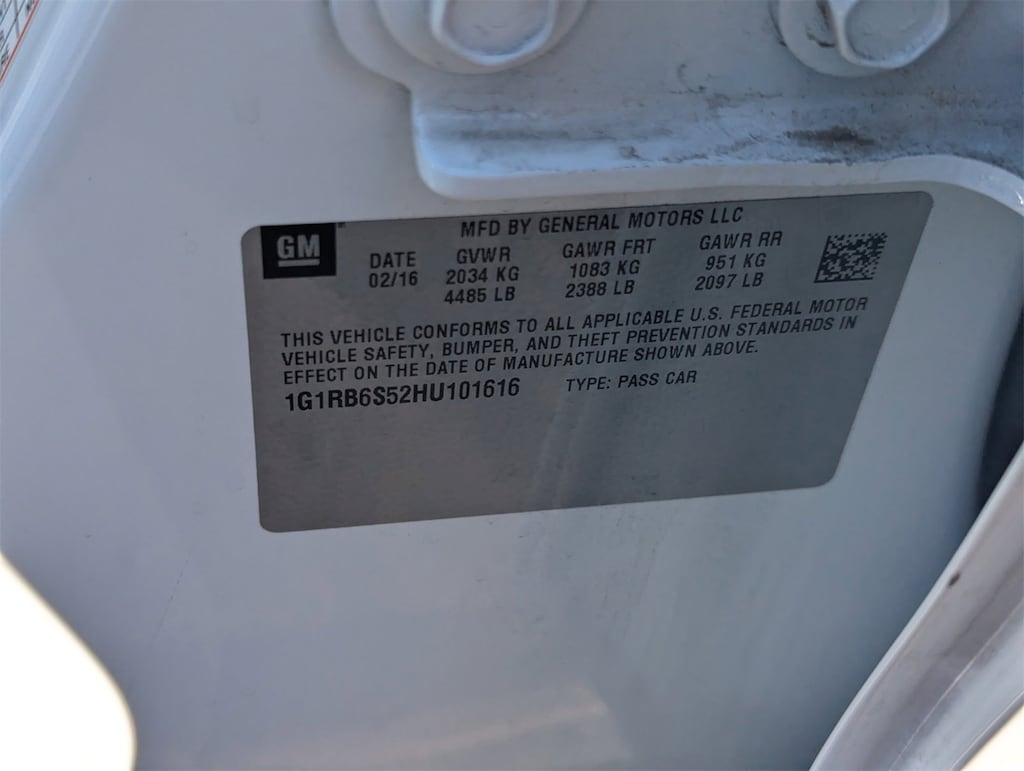 GM
MFD BY GENERAL MOTORS LLC
DATE GVWR GAWR FRT GAWR RR
02/16 2034 KG 1083 KG 951 KG
4485 LB 2388 LB 2097 LB
THIS VEHICLE CONFORMS TO ALL APPLICABLE U.S. FEDERAL MOTOR
VEHICLE SAFETY, BUMPER, AND THEFT PREVENTION STANDARDS IN
EFFECT ON THE DATE OF MANUFACTURE SHOWN ABOVE.
1G1RB6S52HU101616 TYPE: PASS CAR